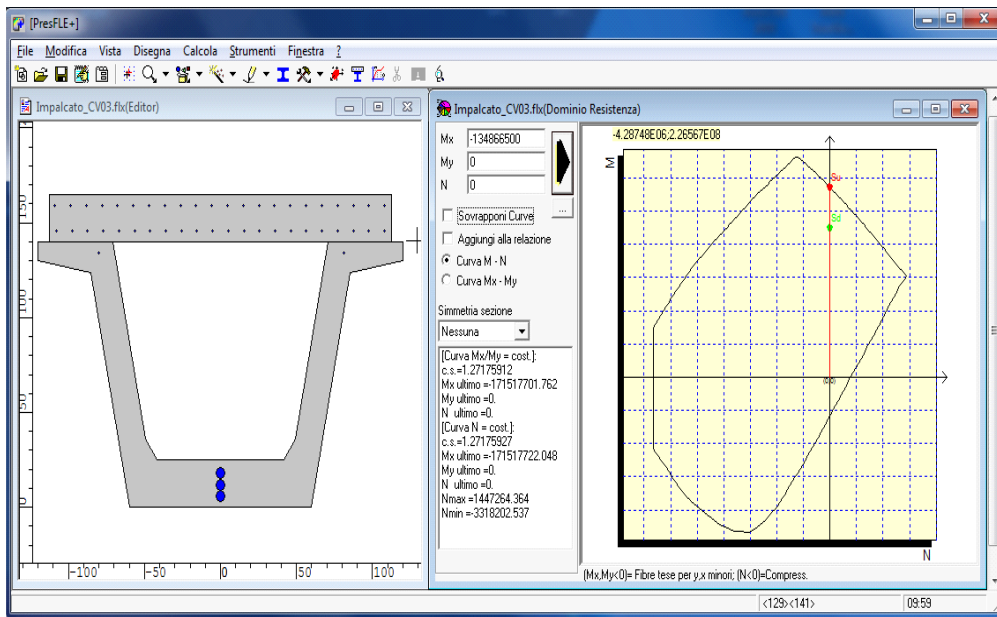 [PresFLE+]
File Modifica Vista Disegna Calcola Strumenti Finestra ?
Impalcato_CV03.flx(Editor)
150
100
50
0
-100 -50 0 50 100
Impalcato_CV03.flx(Dominio Resistenza)
Mx -134866500
My 0
N 0
...
Sovrapponi Curve
Aggiungi alla relazione
Curva M - N
Curva Mx - My
Simmetria sezione
Nessuna
[Curva Mx/My = cost.]:
c.s.=1.27175912
Mx ultimo =-171517701.762
My ultimo =0.
N ultimo =0.
[Curva N = cost.]:
c.s.=1.27175927
Mx ultimo =-171517722.048
My ultimo =0.
N ultimo =0.
Nmax =1447264.364
Nmin =-3318202.537
-4.28748E06;2.26567E08
M
Su
Sd
(0;0)
N
(Mx,My<0)= Fibre tese per y,x minori; (N<0)=Compress.
<129><141> 09:59